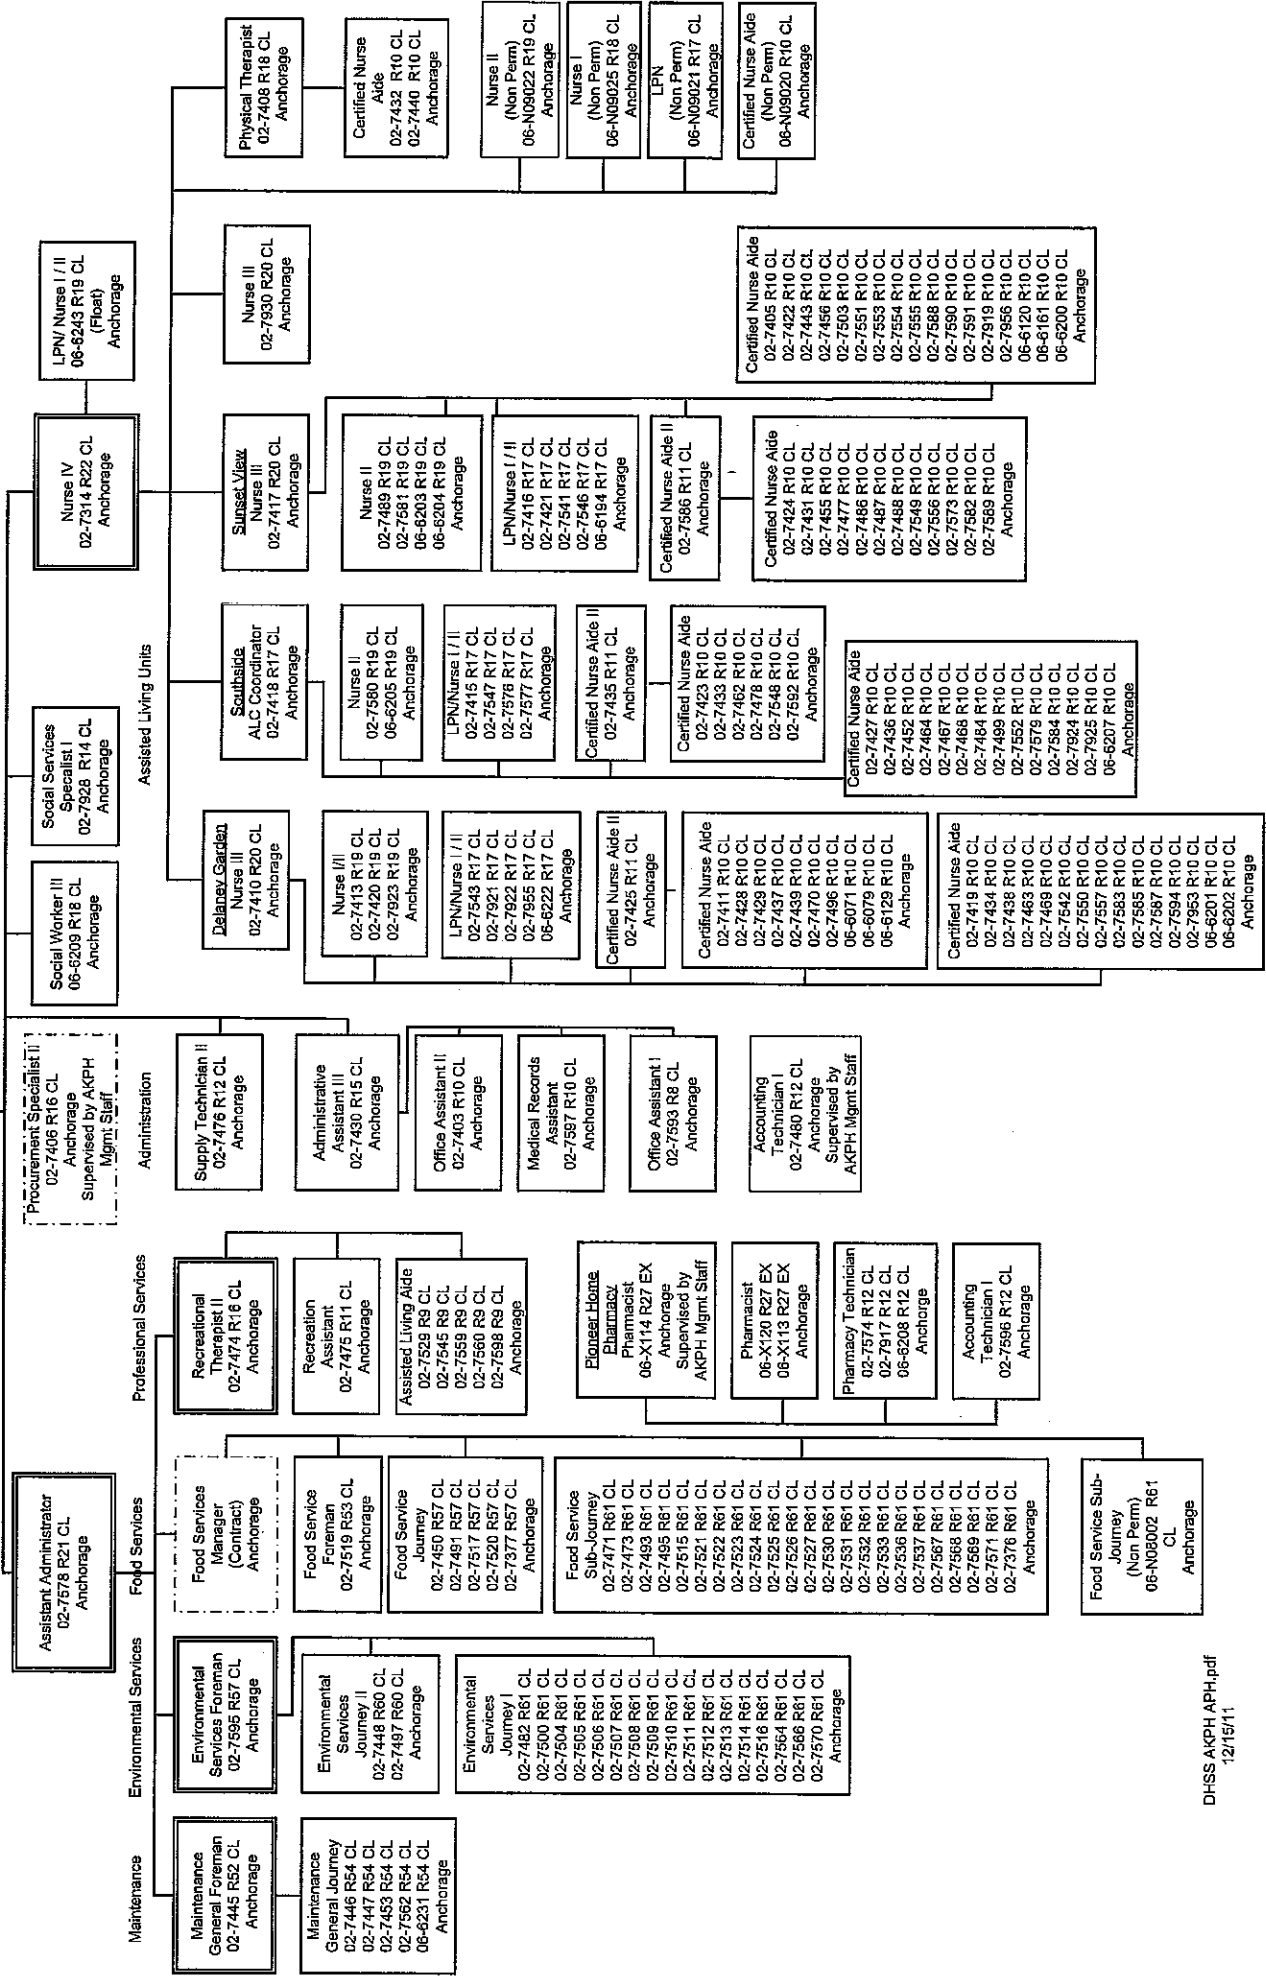 Assistant Administrator
02-7578 R21 CL
Anchorage
Procurement Specialist II
02-7406 R16 CL
Anchorage
Supervised by AKPH
Mgmt Staff
Social Worker III
06-6209 R18 CL
Anchorage
Social Services
Specalist I
02-7928 R14 CL
Anchorage
Nurse IV
02-7314 R22 CL
Anchorage
LPN/ Nurse I / II
06-6243 R19 CL
(Float)
Anchorage
Maintenance
Environmental Services
Food Services
Professional Services
Administration
Assisted Living Units
Maintenance
General Foreman
02-7445 R52 CL
Anchorage
Maintenance
General Journey
02-7446 R54 CL
02-7447 R54 CL
02-7453 R54 CL
02-7562 R54 CL
06-6231 R54 CL
Anchorage
Environmental
Services Foreman
02-7595 R57 CL
Anchorage
Environmental
Services
Journey II
02-7448 R60 CL
02-7497 R60 CL
Anchorage
Environmental
Services
Journey I
02-7482 R61 CL
02-7500 R61 CL
02-7504 R61 CL
02-7505 R61 CL
02-7506 R61 CL
02-7507 R61 CL
02-7508 R61 CL
02-7509 R61 CL
02-7510 R61 CL
02-7511 R61 CL
02-7512 R61 CL
02-7513 R61 CL
02-7514 R61 CL
02-7516 R61 CL
02-7564 R61 CL
02-7566 R61 CL
02-7570 R61 CL
Anchorage
Food Services
Manager
(Contract)
Anchorage
Food Service
Foreman
02-7519 R53 CL
Anchorage
Food Service
Journey
02-7450 R57 CL
02-7491 R57 CL
02-7517 R57 CL
02-7520 R57 CL
02-7377 R57 CL
Anchorage
Food Service
Sub-Journey
02-7471 R61 CL
02-7473 R61 CL
02-7493 R61 CL
02-7495 R61 CL
02-7515 R61 CL
02-7521 R61 CL
02-7522 R61 CL
02-7523 R61 CL
02-7524 R61 CL
02-7525 R61 CL
02-7526 R61 CL
02-7527 R61 CL
02-7530 R61 CL
02-7531 R61 CL
02-7532 R61 CL
02-7533 R61 CL
02-7536 R61 CL
02-7537 R61 CL
02-7567 R61 CL
02-7568 R61 CL
02-7569 R61 CL
02-7571 R61 CL
02-7376 R61 CL
Anchorage
Food Service Sub-
Journey
(Non Perm)
06-N08002 R61
CL
Anchorage
Recreational
Therapist II
02-7474 R16 CL
Anchorage
Recreation
Assistant
02-7475 R11 CL
Anchorage
Assisted Living Aide
02-7529 R9 CL
02-7545 R9 CL
02-7559 R9 CL
02-7560 R9 CL
02-7598 R9 CL
Anchorage
Pioneer Home
Pharmacy
Pharmacist
06-X114 R27 EX
Anchorage
Supervised by
AKPH Mgmt Staff
Pharmacist
06-X120 R27 EX
06-X113 R27 EX
Anchorage
Pharmacy Technician
02-7574 R12 CL
02-7917 R12 CL
06-6208 R12 CL
Anchorge
Accounting
Technician I
02-7596 R12 CL
Anchorage
Supply Technician II
02-7476 R12 CL
Anchorage
Administrative
Assistant III
02-7430 R15 CL
Anchorage
Office Assistant II
02-7403 R10 CL
Anchorage
Medical Records
Assistant
02-7597 R10 CL
Anchorage
Office Assistant I
02-7593 R8 CL
Anchorage
Accounting
Technician I
02-7480 R12 CL
Anchorage
Supervised by
AKPH Mgmt Staff
Delaney Garden
Nurse III
02-7410 R20 CL
Anchorage
Nurse I/II
02-7413 R19 CL
02-7420 R19 CL
02-7923 R19 CL
Anchorage
LPN/Nurse I / II
02-7543 R17 CL
02-7921 R17 CL
02-7922 R17 CL
02-7955 R17 CL
06-6222 R17 CL
Anchorage
Certified Nurse Aide II
02-7425 R11 CL
Anchorage
Certified Nurse Aide
02-7411 R10 CL
02-7428 R10 CL
02-7429 R10 CL
02-7437 R10 CL
02-7439 R10 CL
02-7470 R10 CL
02-7496 R10 CL
06-6071 R10 CL
06-6079 R10 CL
06-6129 R10 CL
Anchorage
Certified Nurse Aide
02-7419 R10 CL
02-7434 R10 CL
02-7438 R10 CL
02-7463 R10 CL
02-7469 R10 CL
02-7542 R10 CL
02-7550 R10 CL
02-7557 R10 CL
02-7583 R10 CL
02-7585 R10 CL
02-7587 R10 CL
02-7594 R10 CL
02-7953 R10 CL
06-6201 R10 CL
06-6202 R10 CL
Anchorage
Southside
ALC Coordinator
02-7418 R17 CL
Anchorage
Nurse II
02-7580 R19 CL
06-6205 R19 CL
Anchorage
LPN/Nurse I / II
02-7415 R17 CL
02-7547 R17 CL
02-7576 R17 CL
02-7577 R17 CL
Anchorage
Certified Nurse Aide II
02-7435 R11 CL
Anchorage
Certified Nurse Aide
02-7423 R10 CL
02-7433 R10 CL
02-7462 R10 CL
02-7478 R10 CL
02-7548 R10 CL
02-7592 R10 CL
Anchorage
Certified Nurse Aide
02-7427 R10 CL
02-7436 R10 CL
02-7452 R10 CL
02-7464 R10 CL
02-7467 R10 CL
02-7468 R10 CL
02-7484 R10 CL
02-7499 R10 CL
02-7552 R10 CL
02-7579 R10 CL
02-7584 R10 CL
02-7924 R10 CL
02-7925 R10 CL
06-6207 R10 CL
Anchorage
Sunset View
Nurse III
02-7417 R20 CL
Anchorage
Nurse II
02-7489 R19 CL
02-7581 R19 CL
06-6203 R19 CL
06-6204 R19 CL
Anchorage
LPN/Nurse I / II
02-7416 R17 CL
02-7421 R17 CL
02-7541 R17 CL
02-7546 R17 CL
06-6194 R17 CL
Anchorage
Certified Nurse Aide II
02-7586 R11 CL
Anchorage
Certified Nurse Aide
02-7424 R10 CL
02-7431 R10 CL
02-7455 R10 CL
02-7477 R10 CL
02-7486 R10 CL
02-7487 R10 CL
02-7488 R10 CL
02-7549 R10 CL
02-7556 R10 CL
02-7573 R10 CL
02-7582 R10 CL
02-7589 R10 CL
Anchorage
Certified Nurse Aide
02-7405 R10 CL
02-7422 R10 CL
02-7443 R10 CL
02-7456 R10 CL
02-7503 R10 CL
02-7551 R10 CL
02-7553 R10 CL
02-7554 R10 CL
02-7555 R10 CL
02-7588 R10 CL
02-7590 R10 CL
02-7591 R10 CL
02-7919 R10 CL
02-7956 R10 CL
06-6120 R10 CL
06-6161 R10 CL
06-6200 R10 CL
Anchorage
Nurse III
02-7930 R20 CL
Anchorage
Physical Therapist
02-7408 R18 CL
Anchorage
Certified Nurse
Aide
02-7432 R10 CL
02-7440 R10 CL
Anchorage
Nurse II
(Non Perm)
06-N09022 R19 CL
Anchorage
Nurse I
(Non Perm)
06-N09025 R18 CL
Anchorage
LPN
(Non Perm)
06-N09021 R17 CL
Anchorage
Certified Nurse Aide
(Non Perm)
06-N09020 R10 CL
Anchorage
DHSS AKPH APH.pdf
12/15/11